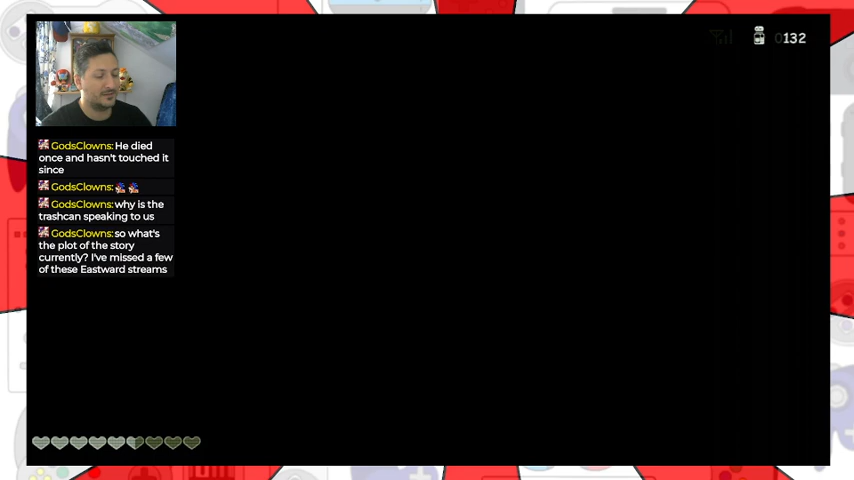 0132
GodsClowns: He died
once and hasn't touched it
since
GodsClowns:
GodsClowns: why is the
trashcan speaking to us
GodsClowns: so what's
the plot of the story
currently? I've missed a few
of these Eastward streams